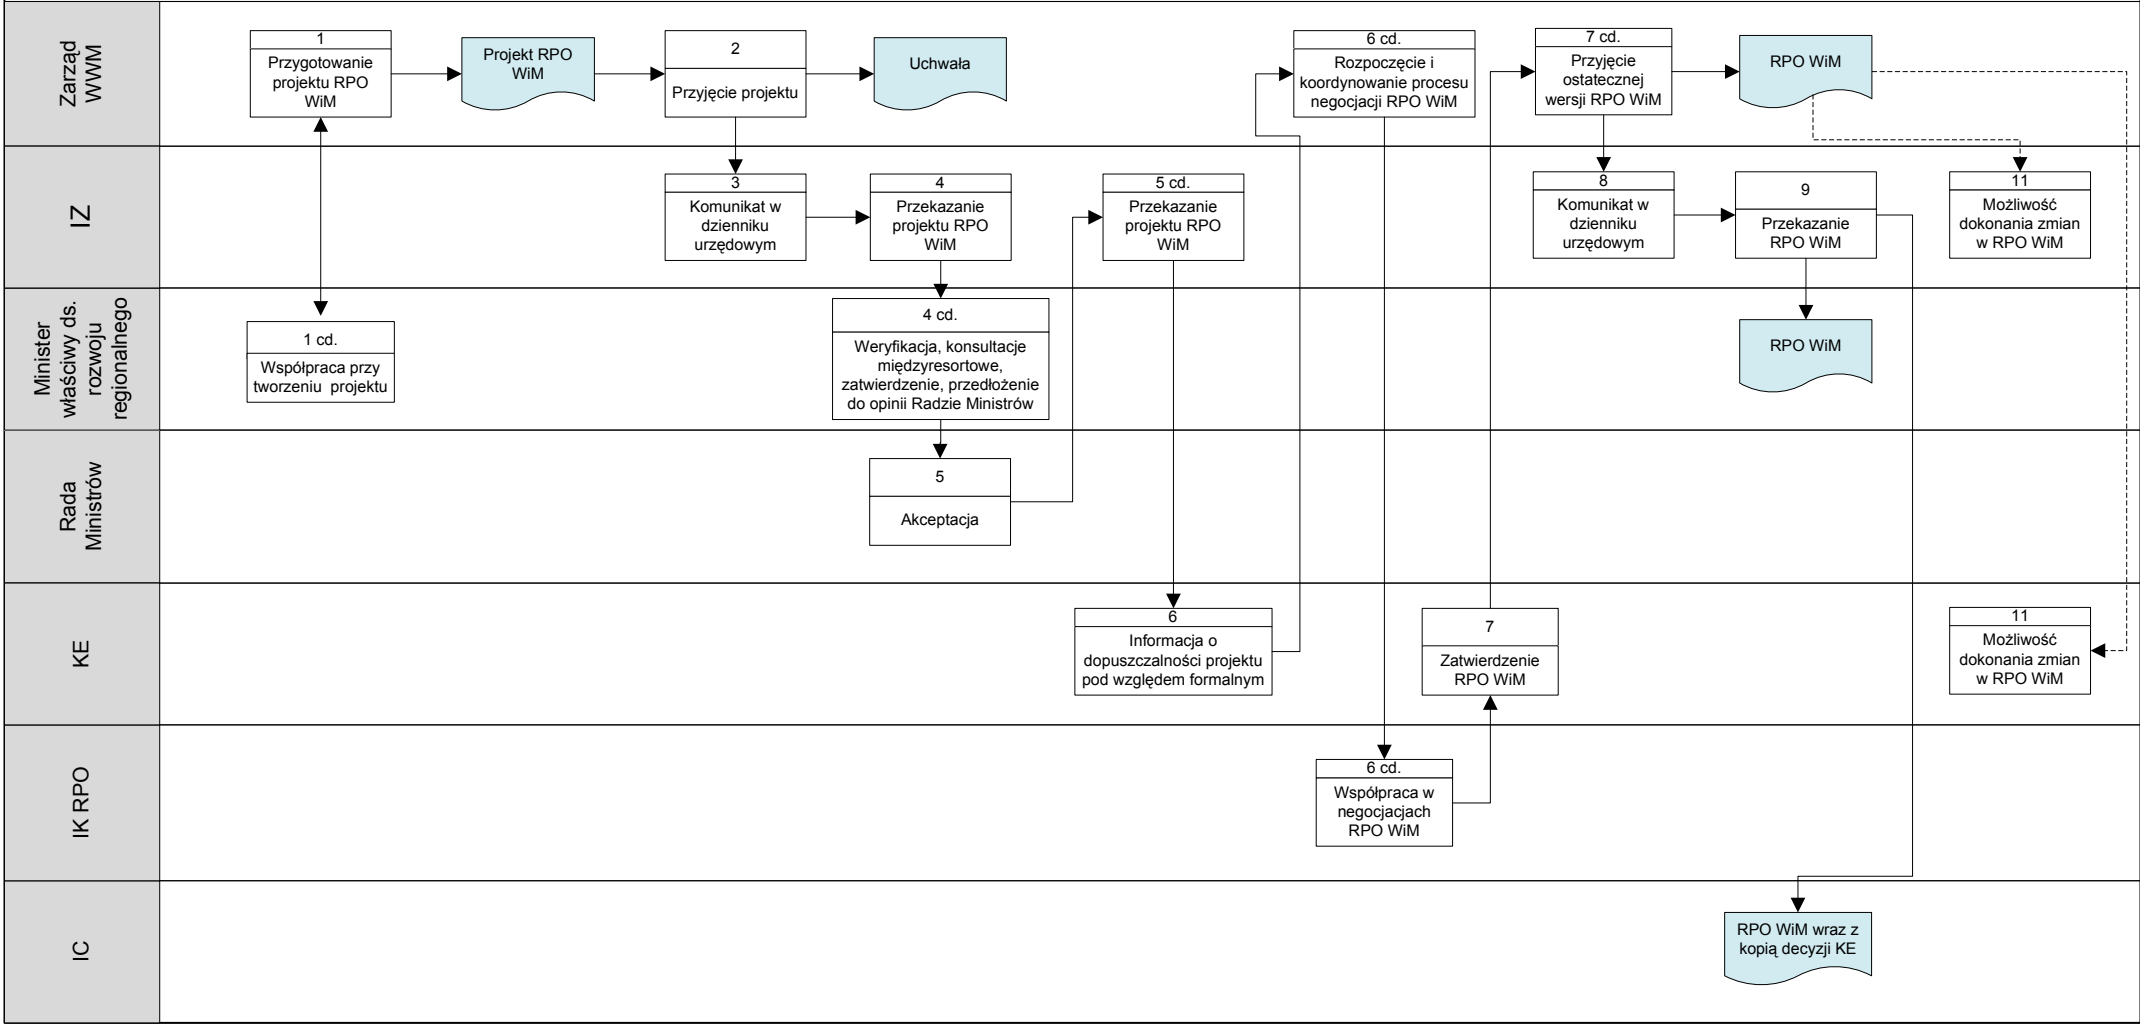 Zarząd
WWM
1
Przygotowanie
projektu RPO
WiM
Projekt RPO
WiM
2
Przyjęcie projektu
Uchwała
6 cd.
Rozpoczęcie i
koordynowanie procesu
negocjacji RPO WiM
7 cd.
Przyjęcie
ostatecznej
wersji RPO WiM
RPO WiM
IZ
3
Komunikat w
dzienniku
urzędowym
4
Przekazanie
projektu RPO
WiM
5 cd.
Przekazanie
projektu RPO
WiM
8
Komunikat w
dzienniku
urzędowym
9
Przekazanie
RPO WiM
11
Możliwość
dokonania zmian
w RPO WiM
Minister
właściwy ds.
rozwoju
regionalnego
1 cd.
Współpraca przy
tworzeniu projektu
4 cd.
Weryfikacja, konsultacje
międzyresortowe,
zatwierdzenie, przedłożenie
do opinii Radzie Ministrów
RPO WiM
Rada
Ministrów
5
Akceptacja
KE
6
Informacja o
dopuszczalności projektu
pod względem formalnym
7
Zatwierdzenie
RPO WiM
11
Możliwość
dokonania zmian
w RPO WiM
IK RPO
6 cd.
Współpraca w
negocjacjach
RPO WiM
IC
RPO WiM wraz z
kopią decyzji KE